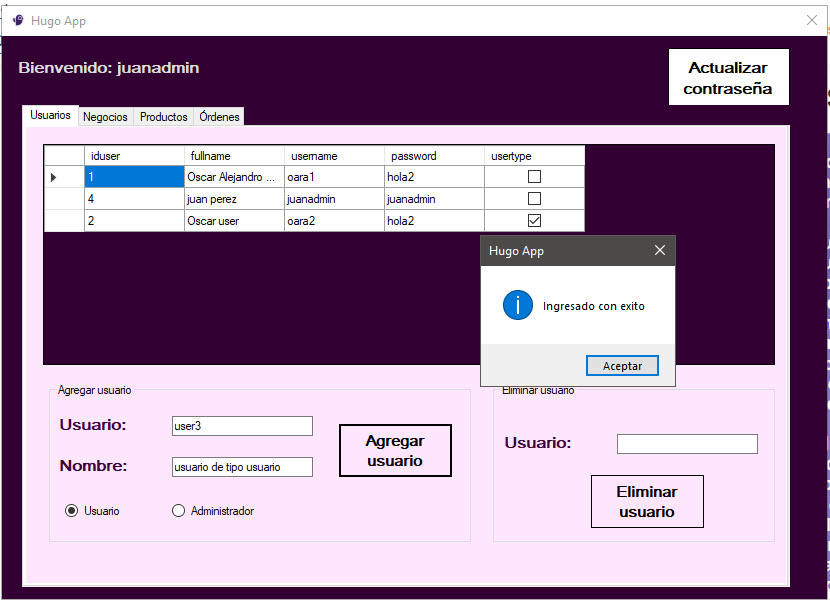 Hugo App
Bienvenido: juanadmin
Actualizar
contraseña
Usuarios Negocios Productos Órdenes
iduser fullname username password usertype
1 Oscar Alejandro ... oara1 hola2
4 juan perez juanadmin juanadmin
2 Oscar user oara2 hola2
Hugo App
Ingresado con exito
Aceptar
Agregar usuario
Usuario: user3
Nombre: usuario de tipo usuario
Agregar
usuario
Usuario Administrador
Eliminar usuario
Usuario:
Eliminar
usuario